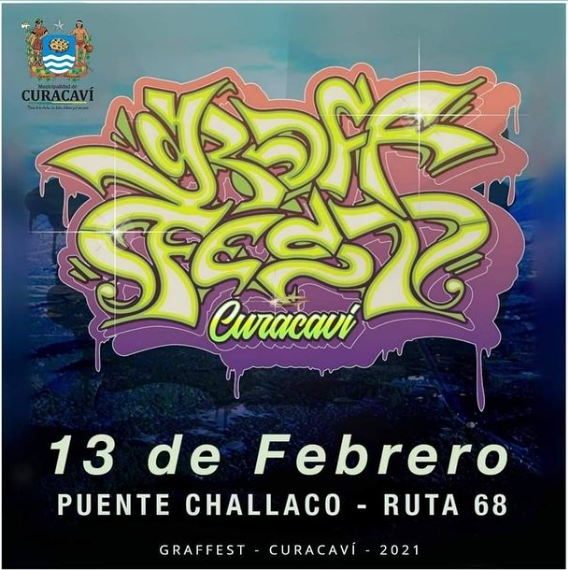 Municipalidad de
CURACAVÍ
GRAFF
FEST
Curacaví
13 de Febrero
PUENTE CHALLACO - RUTA 68
GRAFFEST - CURACAVÍ - 2021